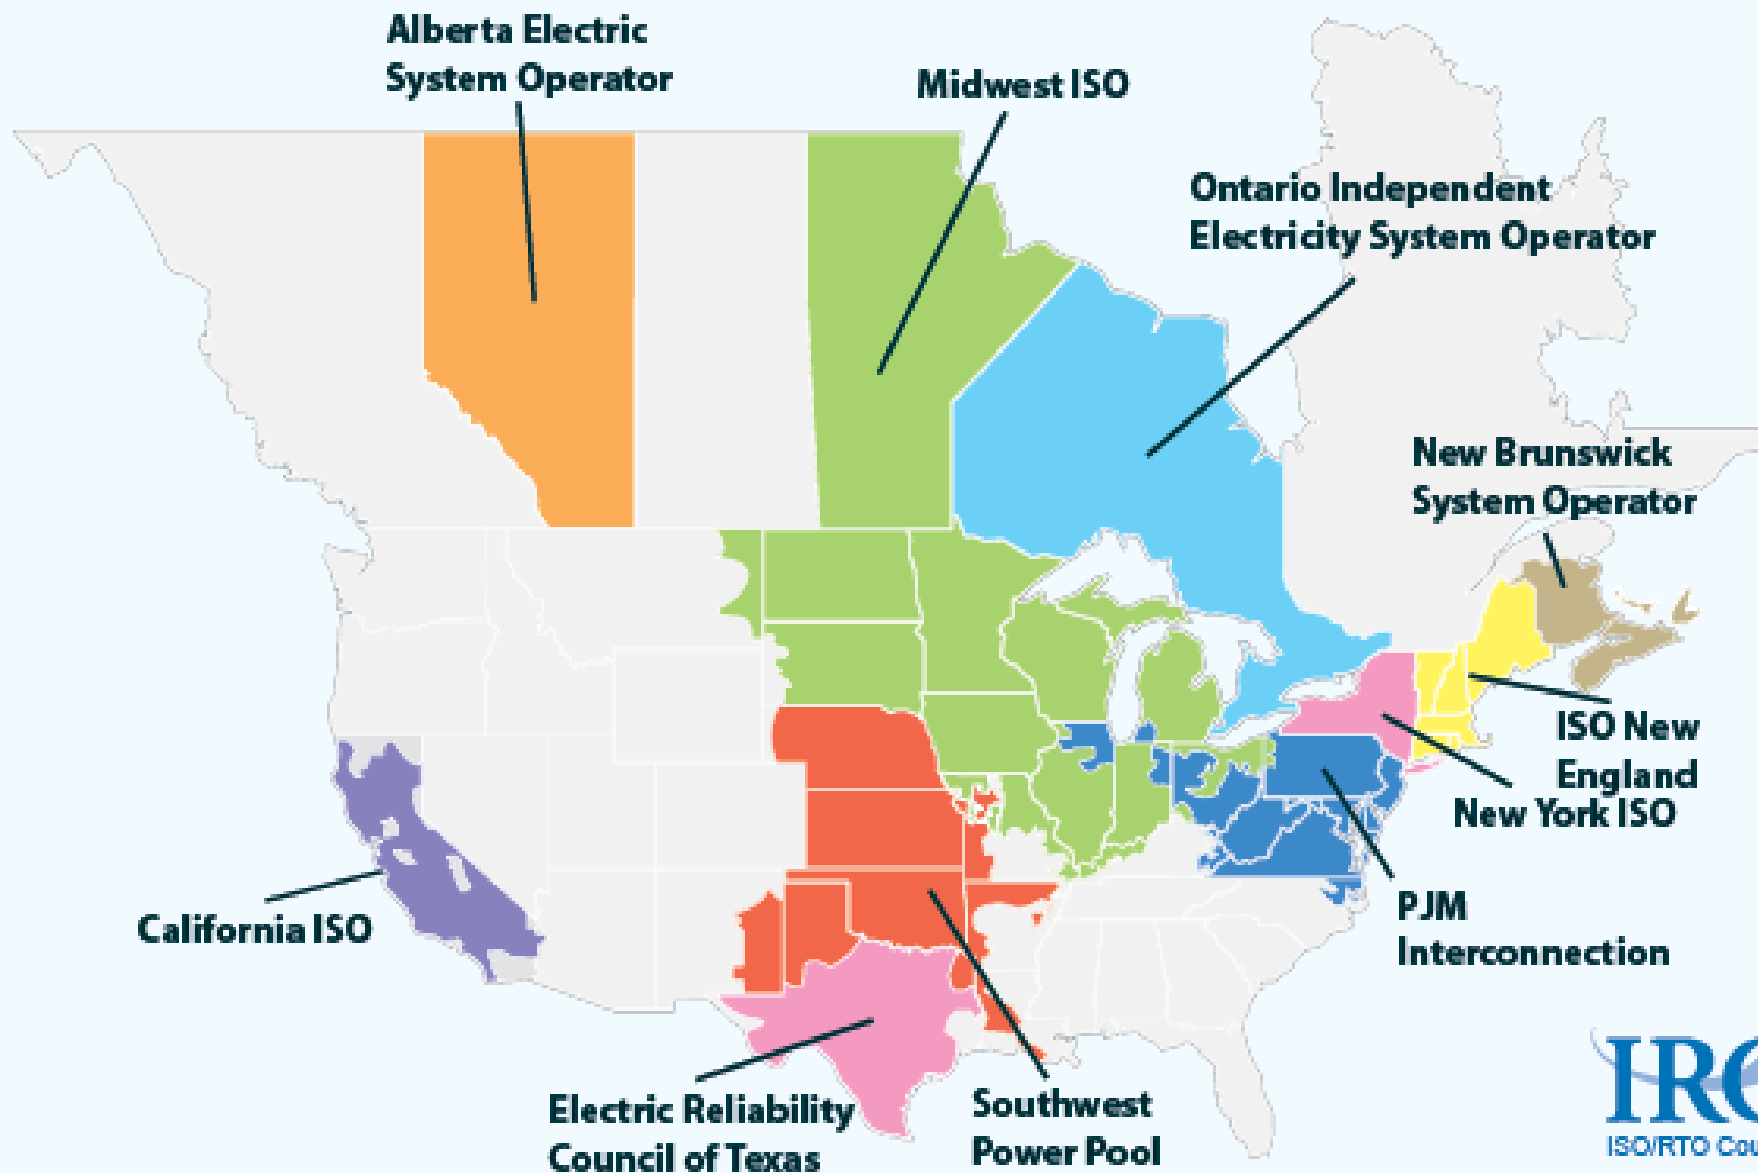 Alberta Electric
System Operator
Midwest ISO
Ontario Independent
Electricity System Operator
New Brunswick
System Operator
ISO New
England
New York ISO
PJM
Interconnection
California ISO
Electric Reliability
Council of Texas
Southwest
Power Pool
IRC
ISO/RTO Cou